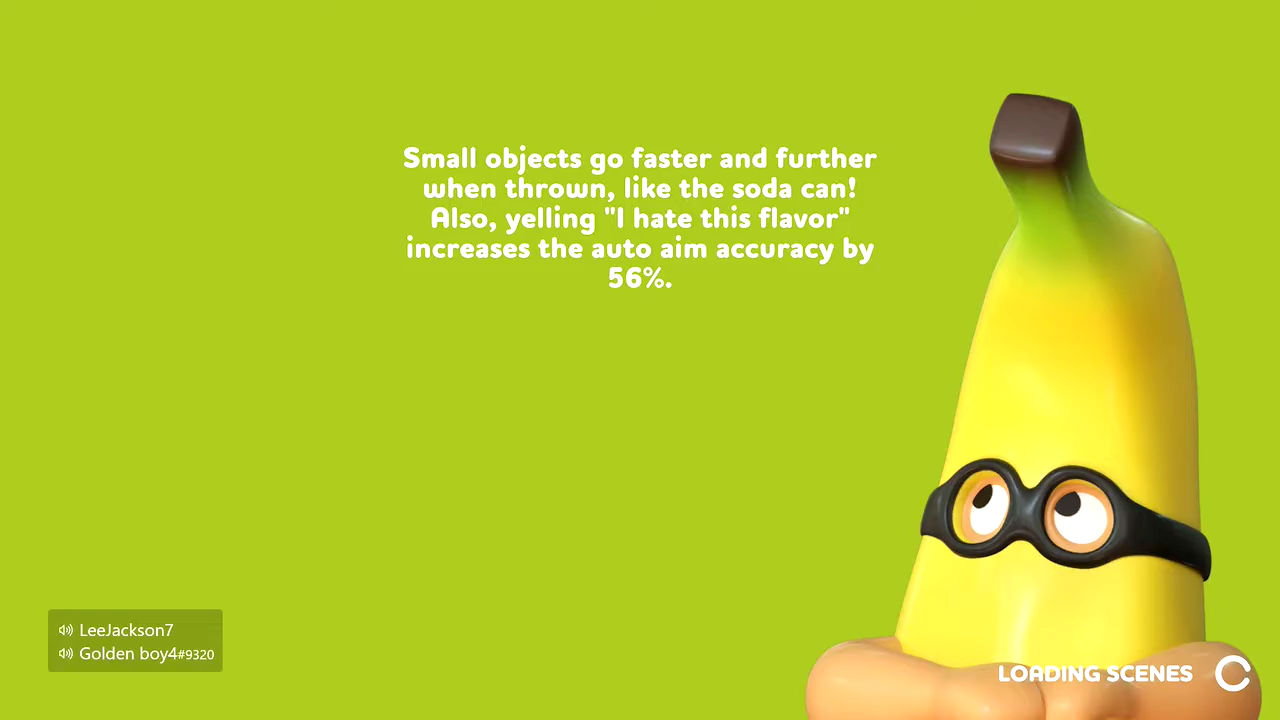 Small objects go faster and further
when thrown, like the soda can!
Also, yelling "I hate this flavor"
increases the auto aim accuracy by
56%.
LeeJackson7
Golden boy4#9320
LOADING SCENES